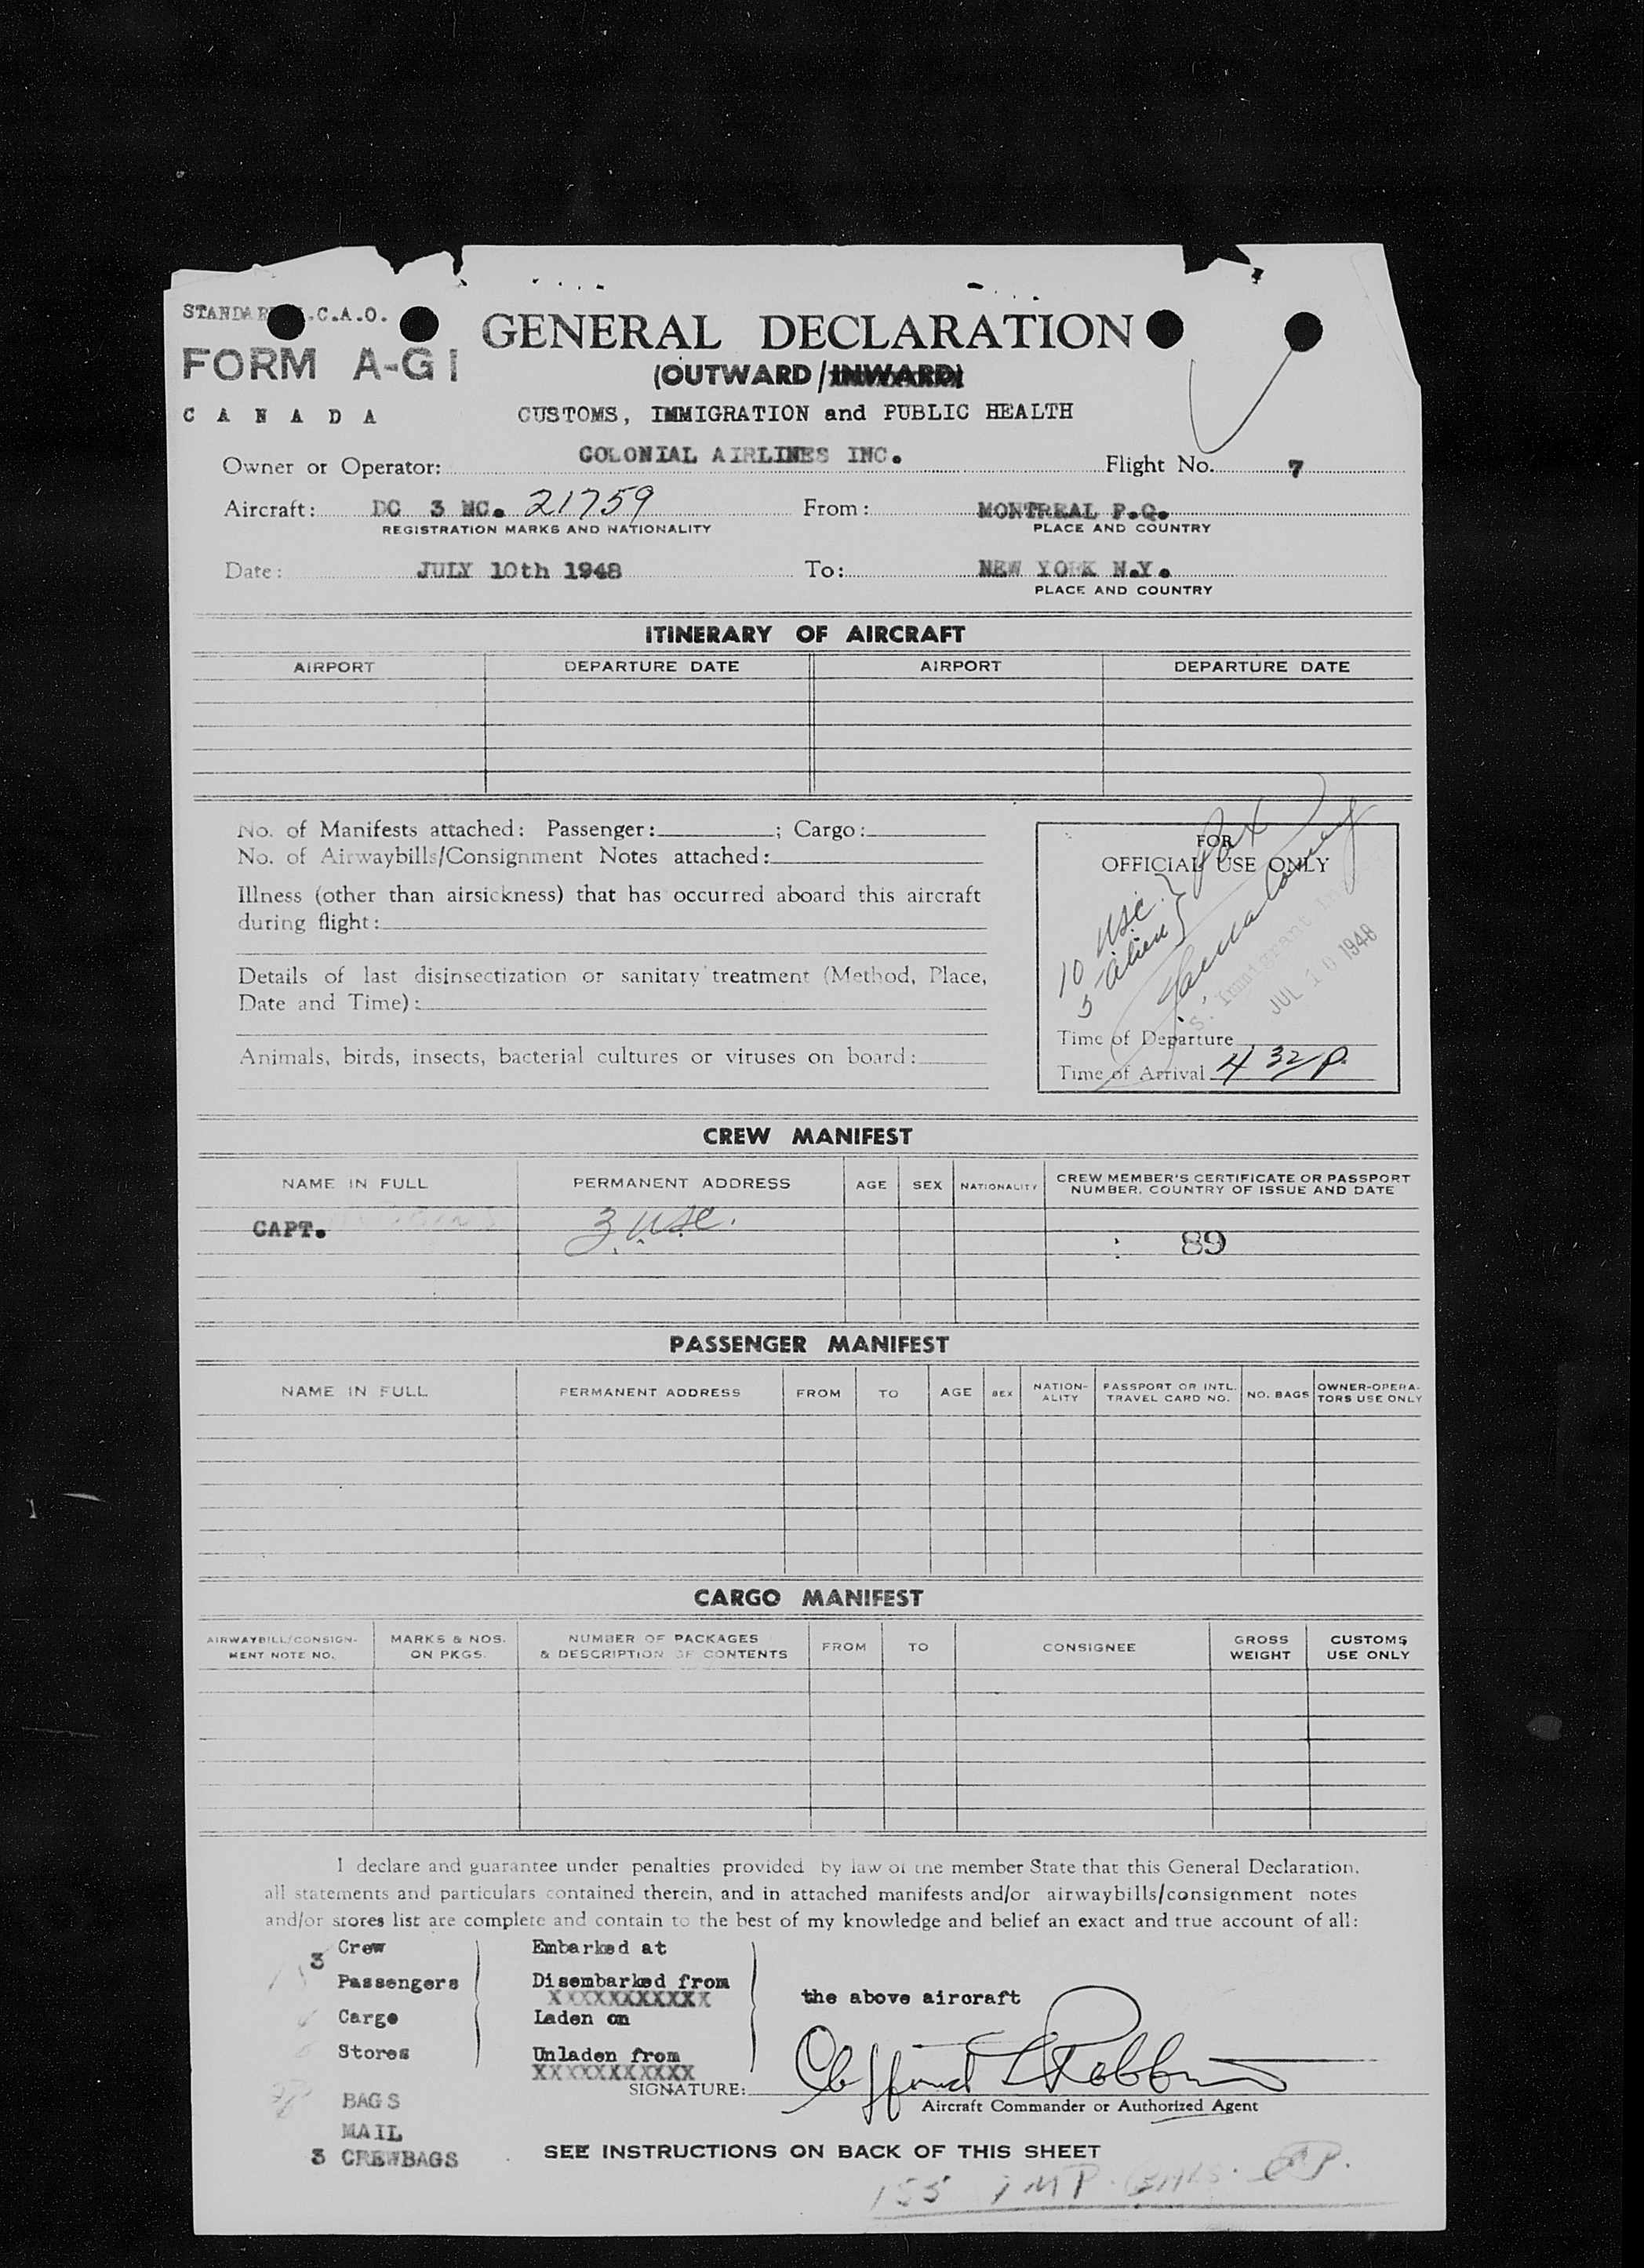 STANDARD I.C.A.O.
FORM A-G1
GENERAL DECLARATION
(OUTWARD/INWARD)
CANADA
CUSTOMS, IMMIGRATION and PUBLIC HEALTH
Owner or Operator: COLONIAL AIRLINES INC. Flight No. 7
Aircraft: DC 3 NC. 21759 From: MONTREAL P.Q.
REGISTRATION MARKS AND NATIONALITY PLACE AND COUNTRY
Date: JULY 10th 1948 To: NEW YORK N.Y.
PLACE AND COUNTRY
ITINERARY OF AIRCRAFT
AIRPORT DEPARTURE DATE AIRPORT DEPARTURE DATE
No. of Manifests attached: Passenger: ; Cargo:
No. of Airwaybills/Consignment Notes attached:
Illness (other than airsickness) that has occurred aboard this aircraft
during flight:
Details of last disinsectization or sanitary treatment (Method, Place,
Date and Time):
Animals, birds, insects, bacterial cultures or viruses on board:
FOR
OFFICIAL USE ONLY
10 USC. } Pax
5 alien
Immigrant
JUL 10 1948
Time of Departure
Time of Arrival 4 32 P.
CREW MANIFEST
NAME IN FULL PERMANENT ADDRESS AGE SEX NATIONALITY CREW MEMBER'S CERTIFICATE OR PASSPORT
NUMBER, COUNTRY OF ISSUE AND DATE
CAPT. 3 USC.
89
PASSENGER MANIFEST
NAME IN FULL PERMANENT ADDRESS FROM TO AGE SEX NATION-
ALITY PASSPORT OR INTL.
TRAVEL CARD NO. NO. BAGS OWNER-OPERA-
TORS USE ONLY
CARGO MANIFEST
AIRWAYBILL/CONSIGN-
MENT NOTE NO. MARKS & NOS.
ON PKGS. NUMBER OF PACKAGES
& DESCRIPTION OF CONTENTS FROM TO CONSIGNEE GROSS
WEIGHT CUSTOMS
USE ONLY
I declare and guarantee under penalties provided by law of the member State that this General Declaration,
all statements and particulars contained therein, and in attached manifests and/or airwaybills/consignment notes
and/or stores list are complete and contain to the best of my knowledge and belief an exact and true account of all:
3 Crew Embarked at
Passengers Disembarked from
XXXXXXXXXXX
the above aircraft
Cargo Laden on
Stores Unladen from
XXXXXXXXXXX
SIGNATURE: Clifford L Robbins
Aircraft Commander or Authorized Agent
BAGS
MAIL
3 CREWBAGS
SEE INSTRUCTIONS ON BACK OF THIS SHEET
155 IMP. GALS.